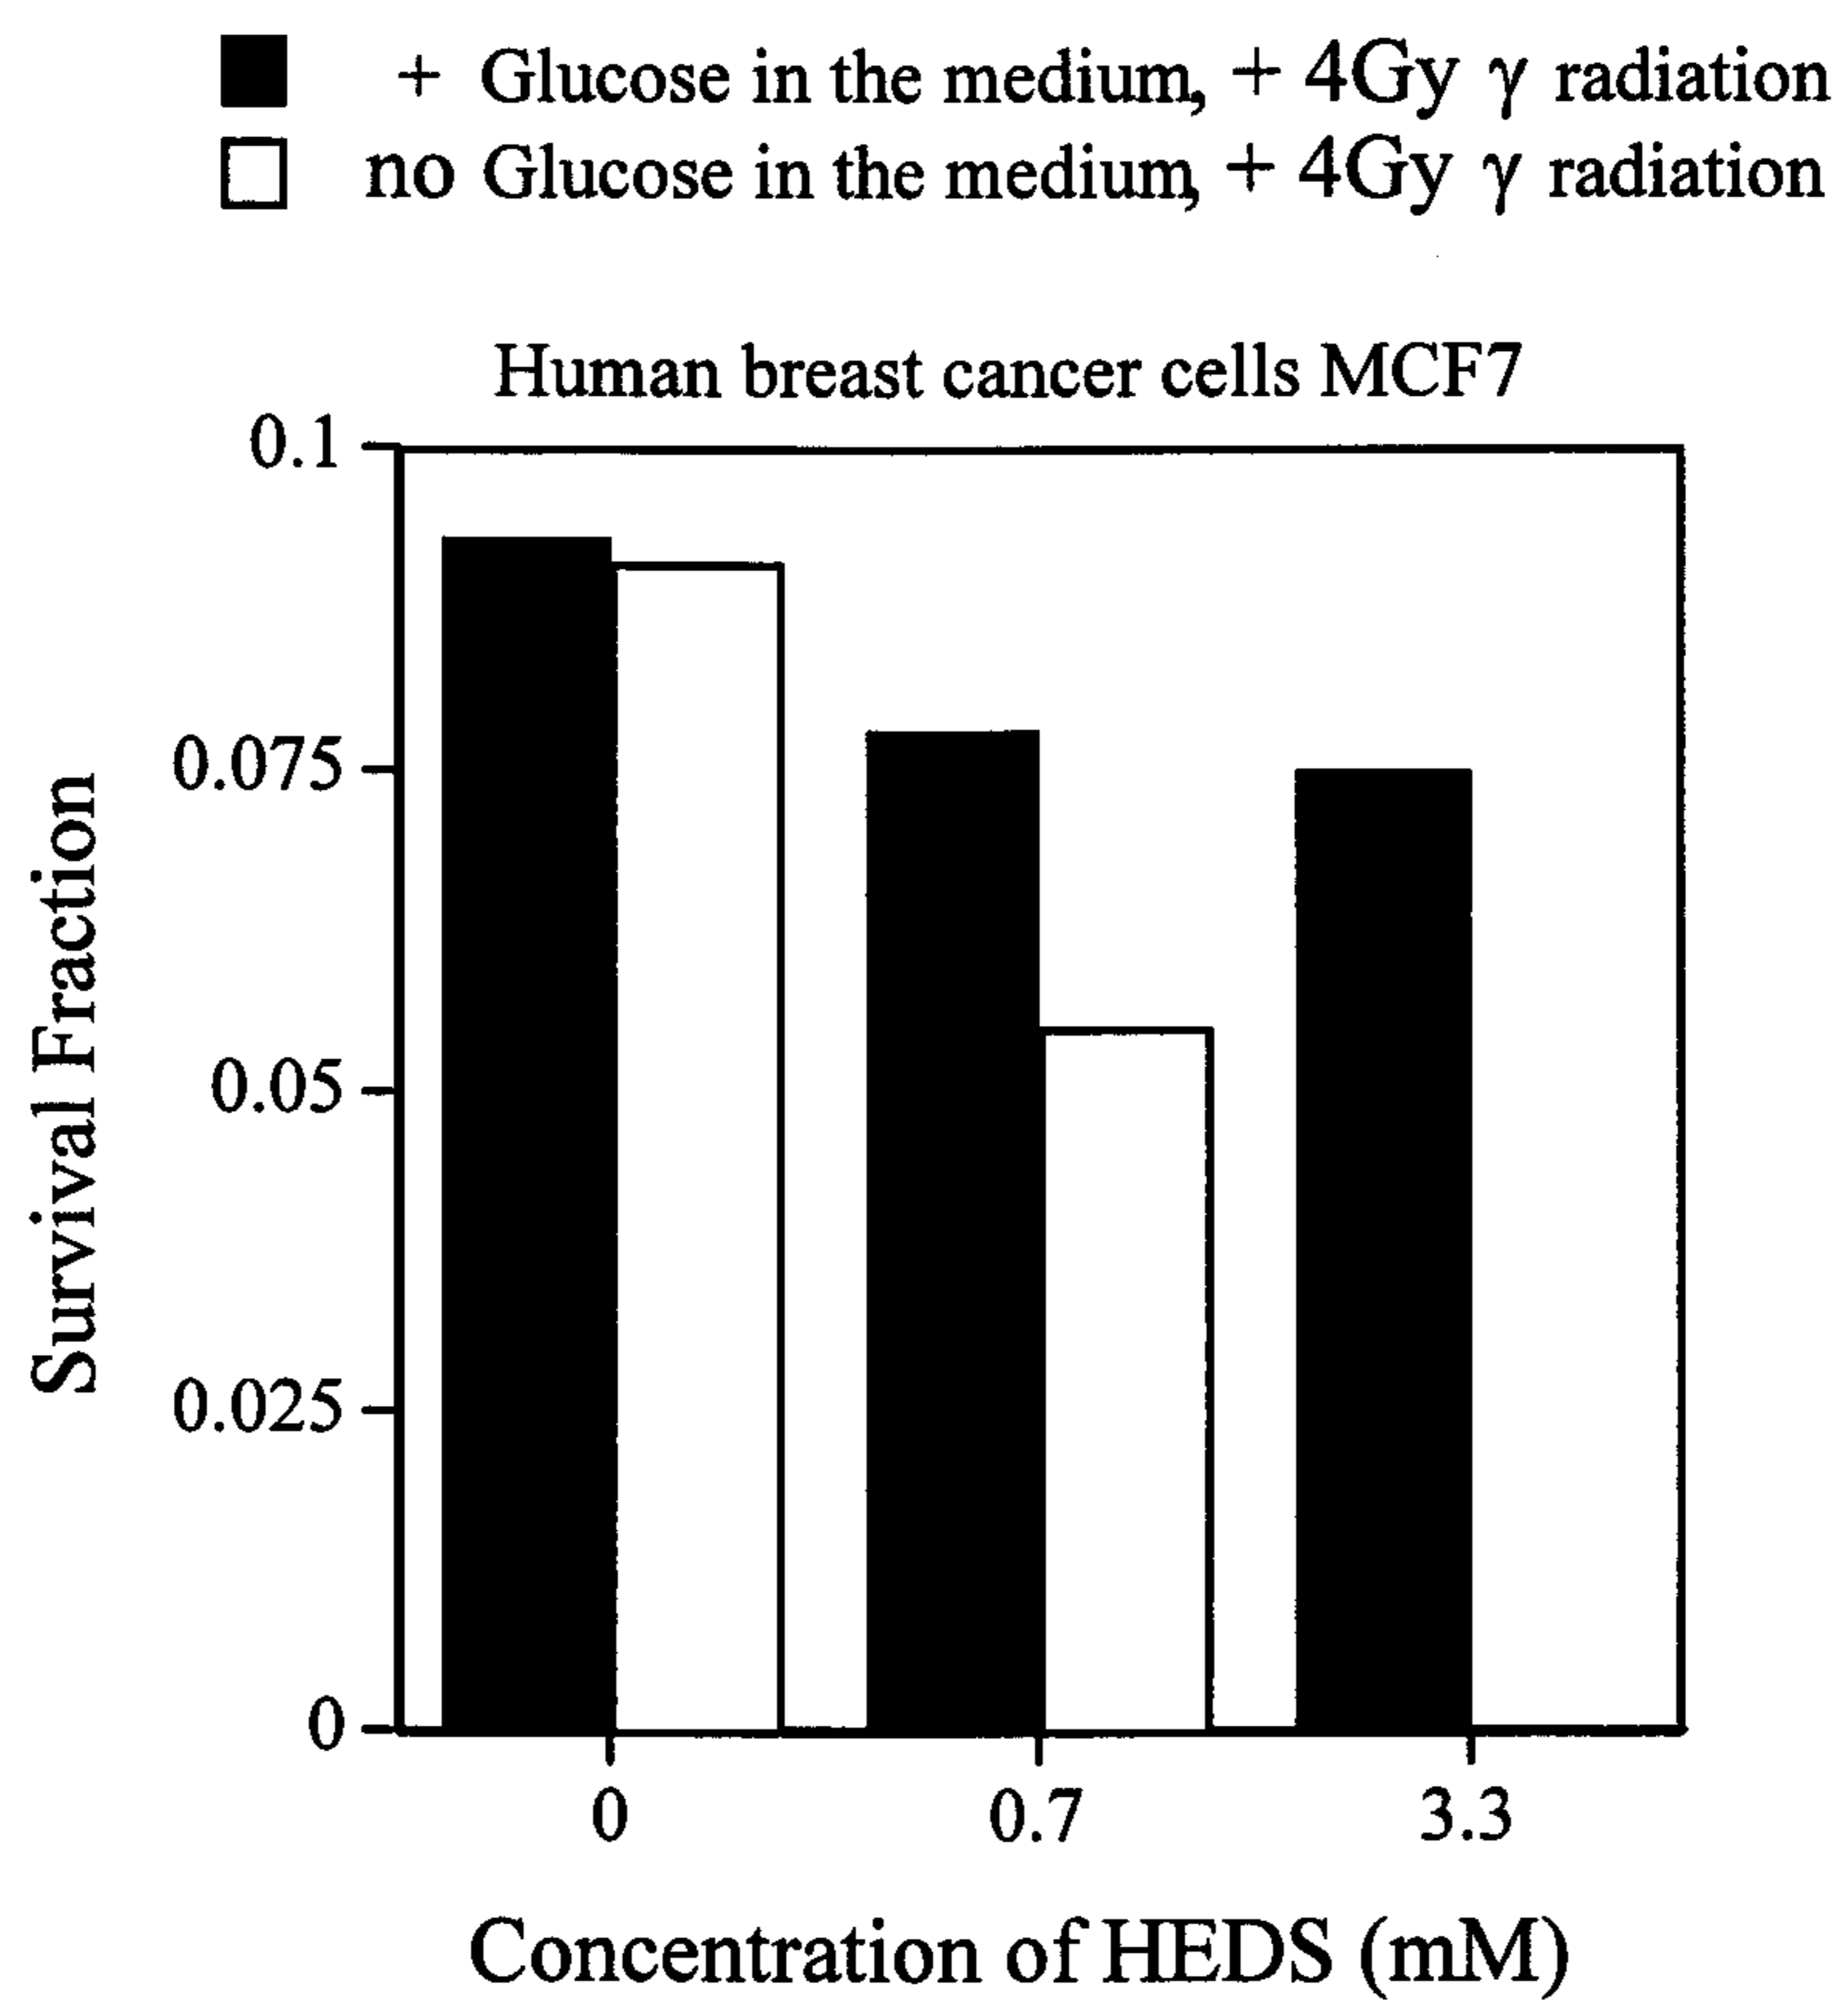 + Glucose in the medium, + 4Gy γ radiation
no Glucose in the medium, + 4Gy γ radiation
Human breast cancer cells MCF7
0.1
0.075
0.05
0.025
0
Survival Fraction
0 0.7 3.3
Concentration of HEDS (mM)